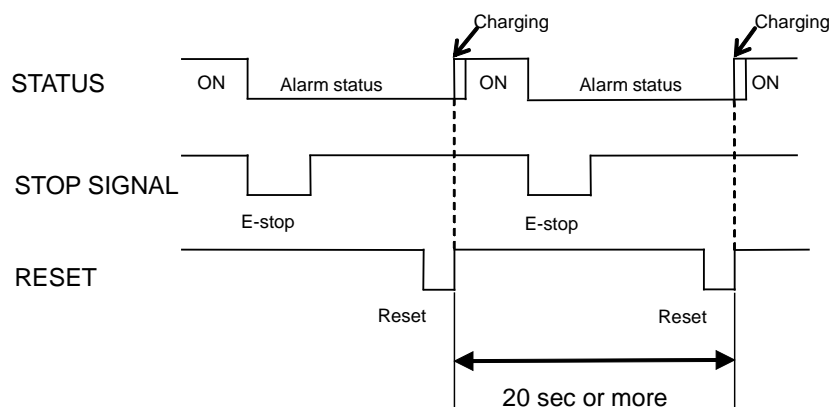 Charging Charging
STATUS ON Alarm status ON Alarm status ON
STOP SIGNAL
E-stop E-stop
RESET
Reset Reset
20 sec or more